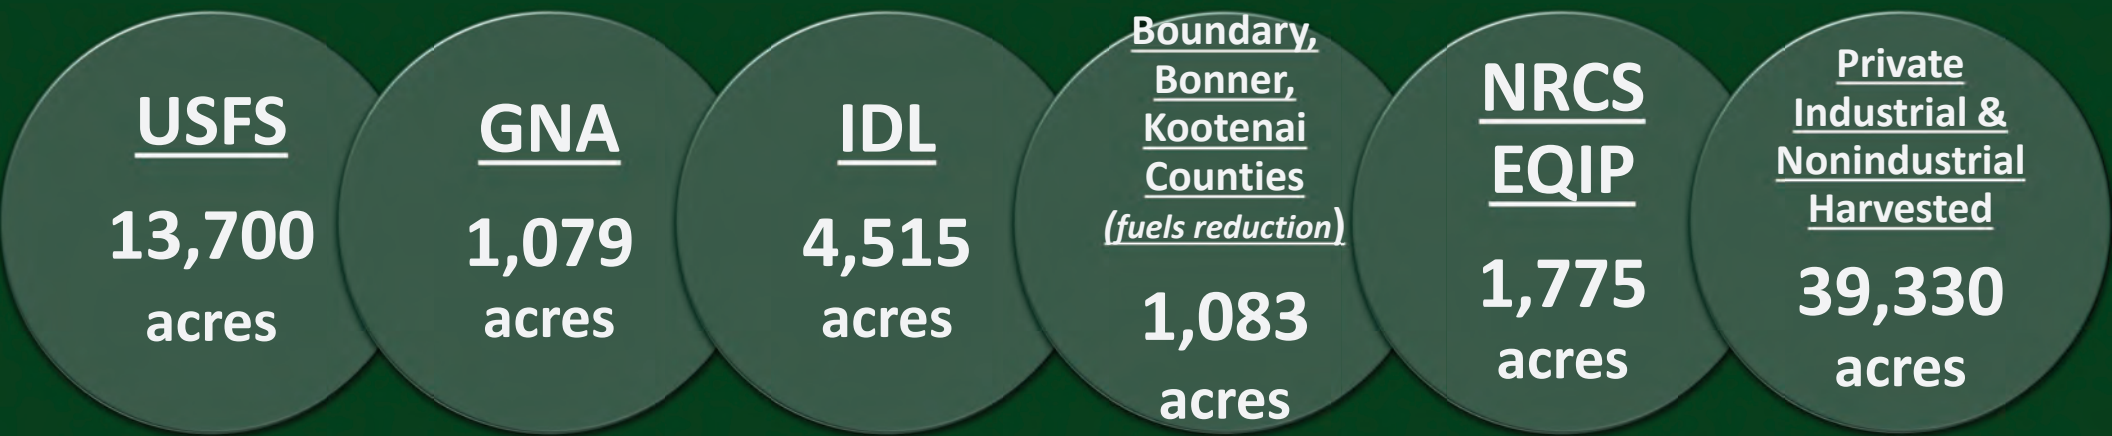 USFS
13,700
acres
GNA
1,079
acres
IDL
4,515
acres
Boundary,
Bonner,
Kootenai
Counties
(fuels reduction)
1,083
acres
NRCS
EQIP
1,775
acres
Private
Industrial &
Nonindustrial
Harvested
39,330
acres